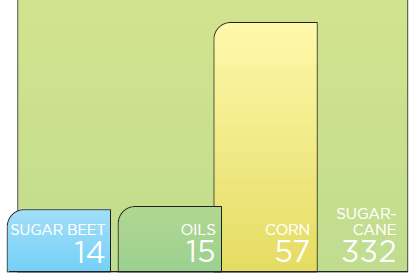 SUGAR BEET
14
OILS
15
CORN
57
SUGAR-
CANE
332